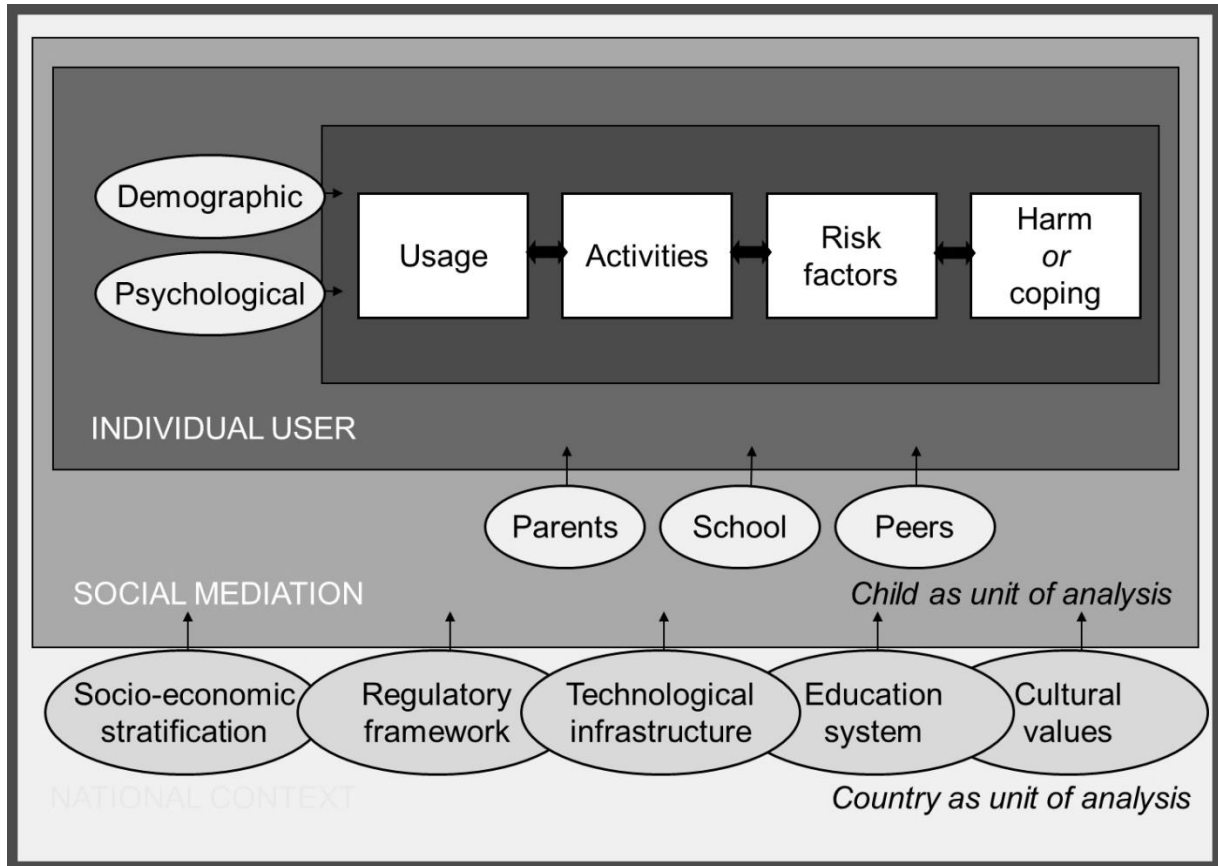 Demographic
Psychological
Usage
Activities
Risk
factors
Harm
or
coping
INDIVIDUAL USER
Parents
School
Peers
SOCIAL MEDIATION
Child as unit of analysis
Socio-economic
stratification
Regulatory
framework
Technological
infrastructure
Education
system
Cultural
values
NATIONAL CONTEXT
Country as unit of analysis